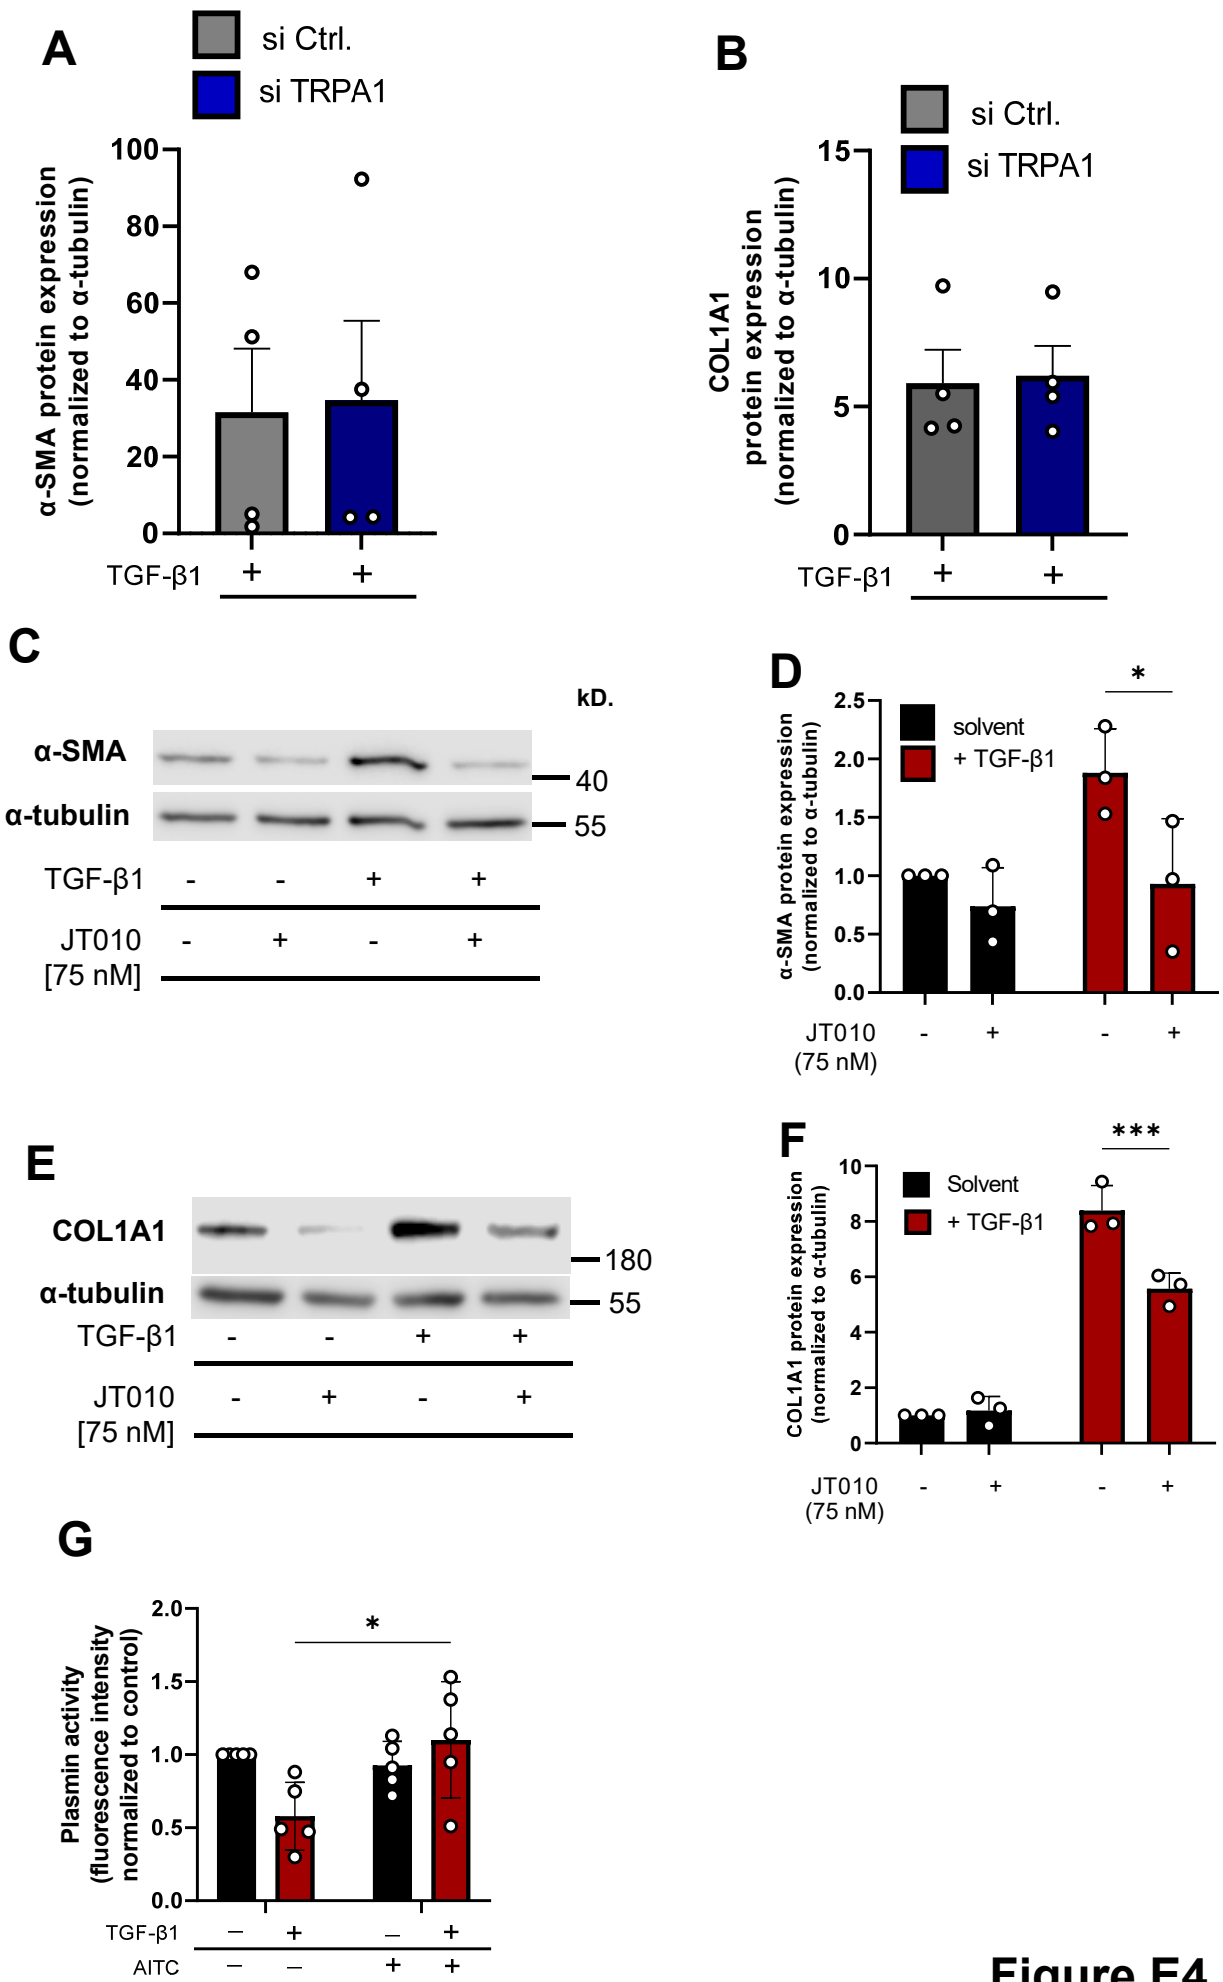 A
si Ctrl.
si TRPA1
α-SMA protein expression
(normalized to α-tubulin)
100
80
60
40
20
0
TGF-β1 + +
B
si Ctrl.
si TRPA1
COL1A1
protein expression
(normalized to α-tubulin)
15
10
5
0
TGF-β1 + +
C
kD.
α-SMA
40
α-tubulin
55
TGF-β1 - - + +
JT010 - + - +
[75 nM]
D
*
solvent
+ TGF-β1
α-SMA protein expression
(normalized to α-tubulin)
2.5
2.0
1.5
1.0
0.5
0.0
JT010 - + - +
(75 nM)
E
COL1A1
180
α-tubulin
55
TGF-β1 - - + +
JT010 - + - +
[75 nM]
F
***
Solvent
+ TGF-β1
COL1A1 protein expression
(normalized to α-tubulin)
10
8
6
4
2
0
JT010 - + - +
(75 nM)
G
*
Plasmin activity
(fluorescence intensity
normalized to control)
2.0
1.5
1.0
0.5
0.0
TGF-β1 – + – +
AITC – – + +
Figure E4